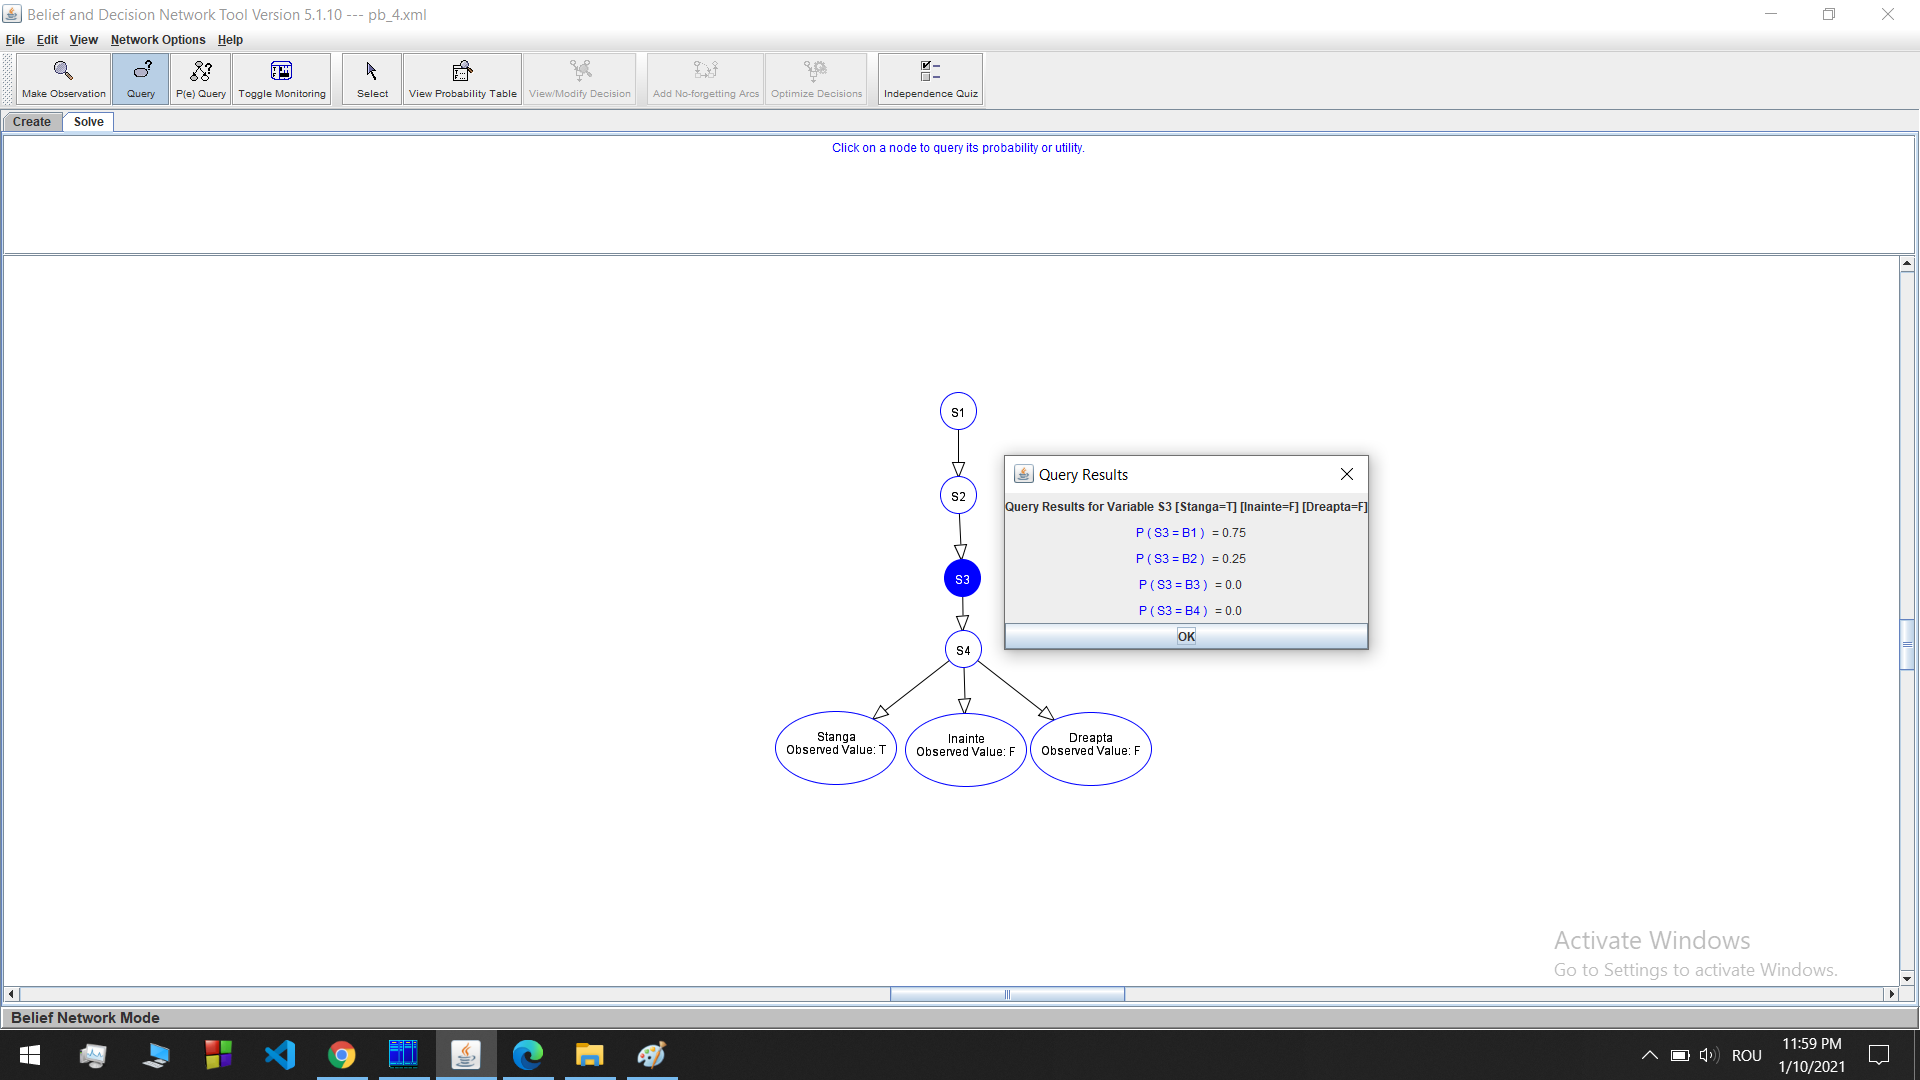 Belief and Decision Network Tool Version 5.1.10 --- pb_4.xml
File Edit View Network Options Help
Make Observation Query P(e) Query Toggle Monitoring Select View Probability Table View/Modify Decision Add No-forgetting Arcs Optimize Decisions Independence Quiz
Create Solve
Click on a node to query its probability or utility.
S1
S2
S3
S4
Stanga
Observed Value: T
Inainte
Observed Value: F
Dreapta
Observed Value: F
Query Results
Query Results for Variable S3 [Stanga=T] [Inainte=F] [Dreapta=F]
P ( S3 = B1 ) = 0.75
P ( S3 = B2 ) = 0.25
P ( S3 = B3 ) = 0.0
P ( S3 = B4 ) = 0.0
OK
Activate Windows
Go to Settings to activate Windows.
Belief Network Mode
ROU
11:59 PM
1/10/2021